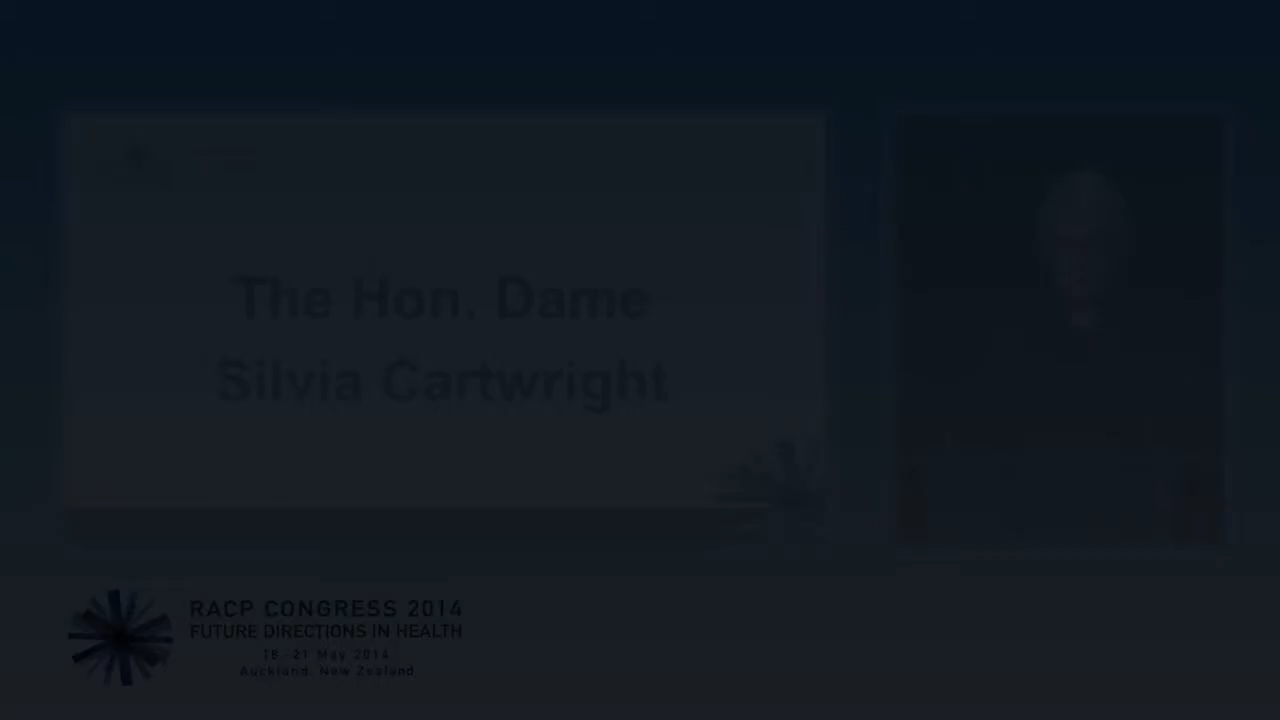 The Hon. Dame
Silvia Cartwright
RACP CONGRESS 2014
FUTURE DIRECTIONS IN HEALTH
18-21 May 2014
Auckland, New Zealand